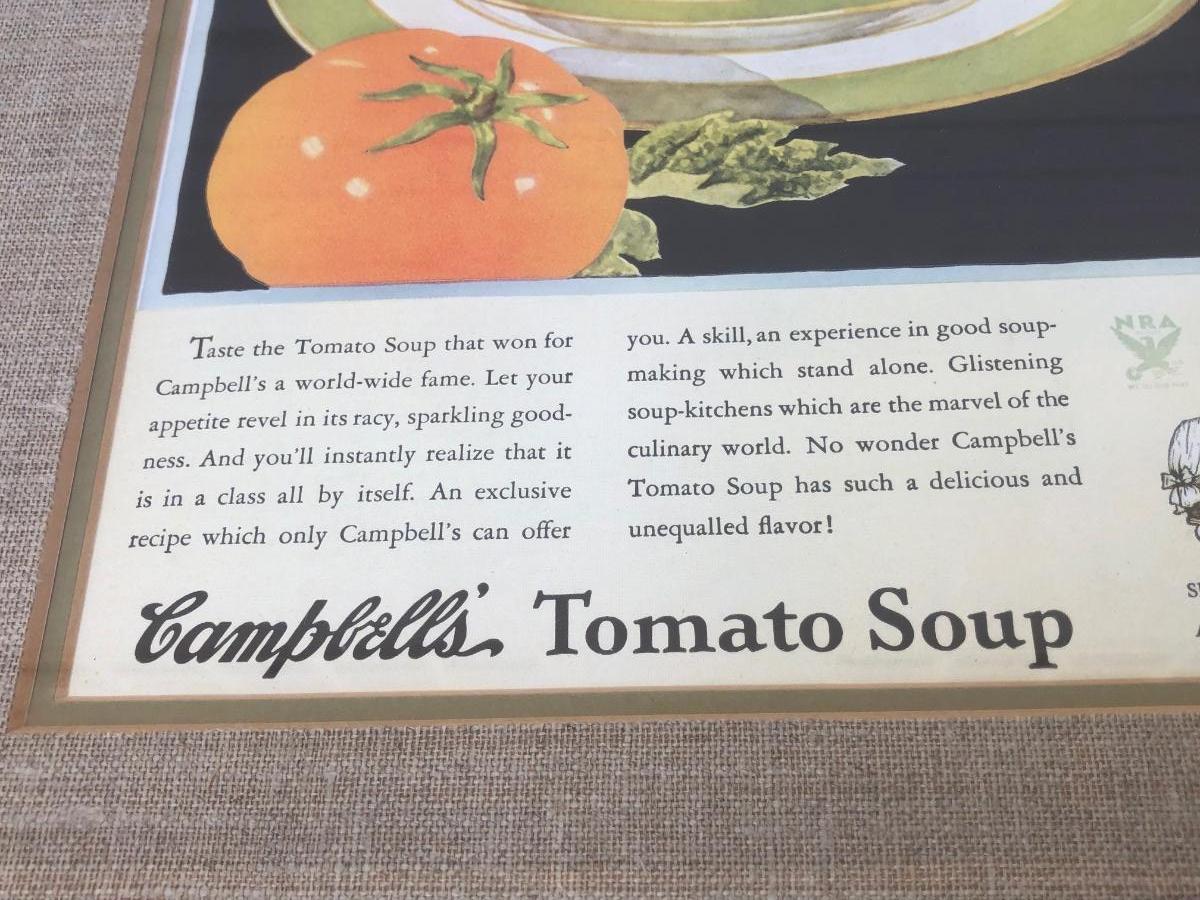 Taste the Tomato Soup that won for
Campbell's a world-wide fame. Let your
appetite revel in its racy, sparkling good-
ness. And you'll instantly realize that it
is in a class all by itself. An exclusive
recipe which only Campbell's can offer
you. A skill, an experience in good soup-
making which stand alone. Glistening
soup-kitchens which are the marvel of the
culinary world. No wonder Campbell's
Tomato Soup has such a delicious and
unequalled flavor!
NRA
Campbell's Tomato Soup